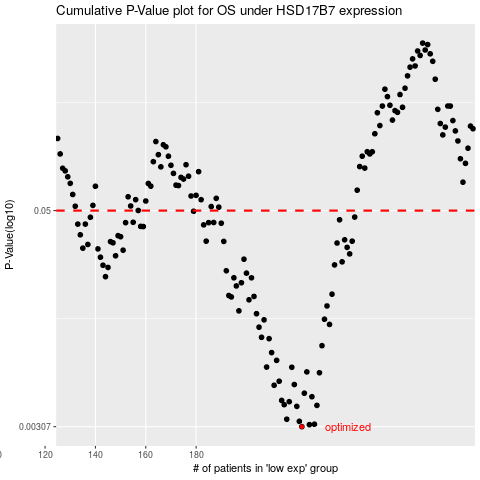 Cumulative P-Value plot for OS under HSD17B7 expression
P-Value(log10)
0.05
0.00307
optimized
0 120 140 160 180
# of patients in 'low exp' group